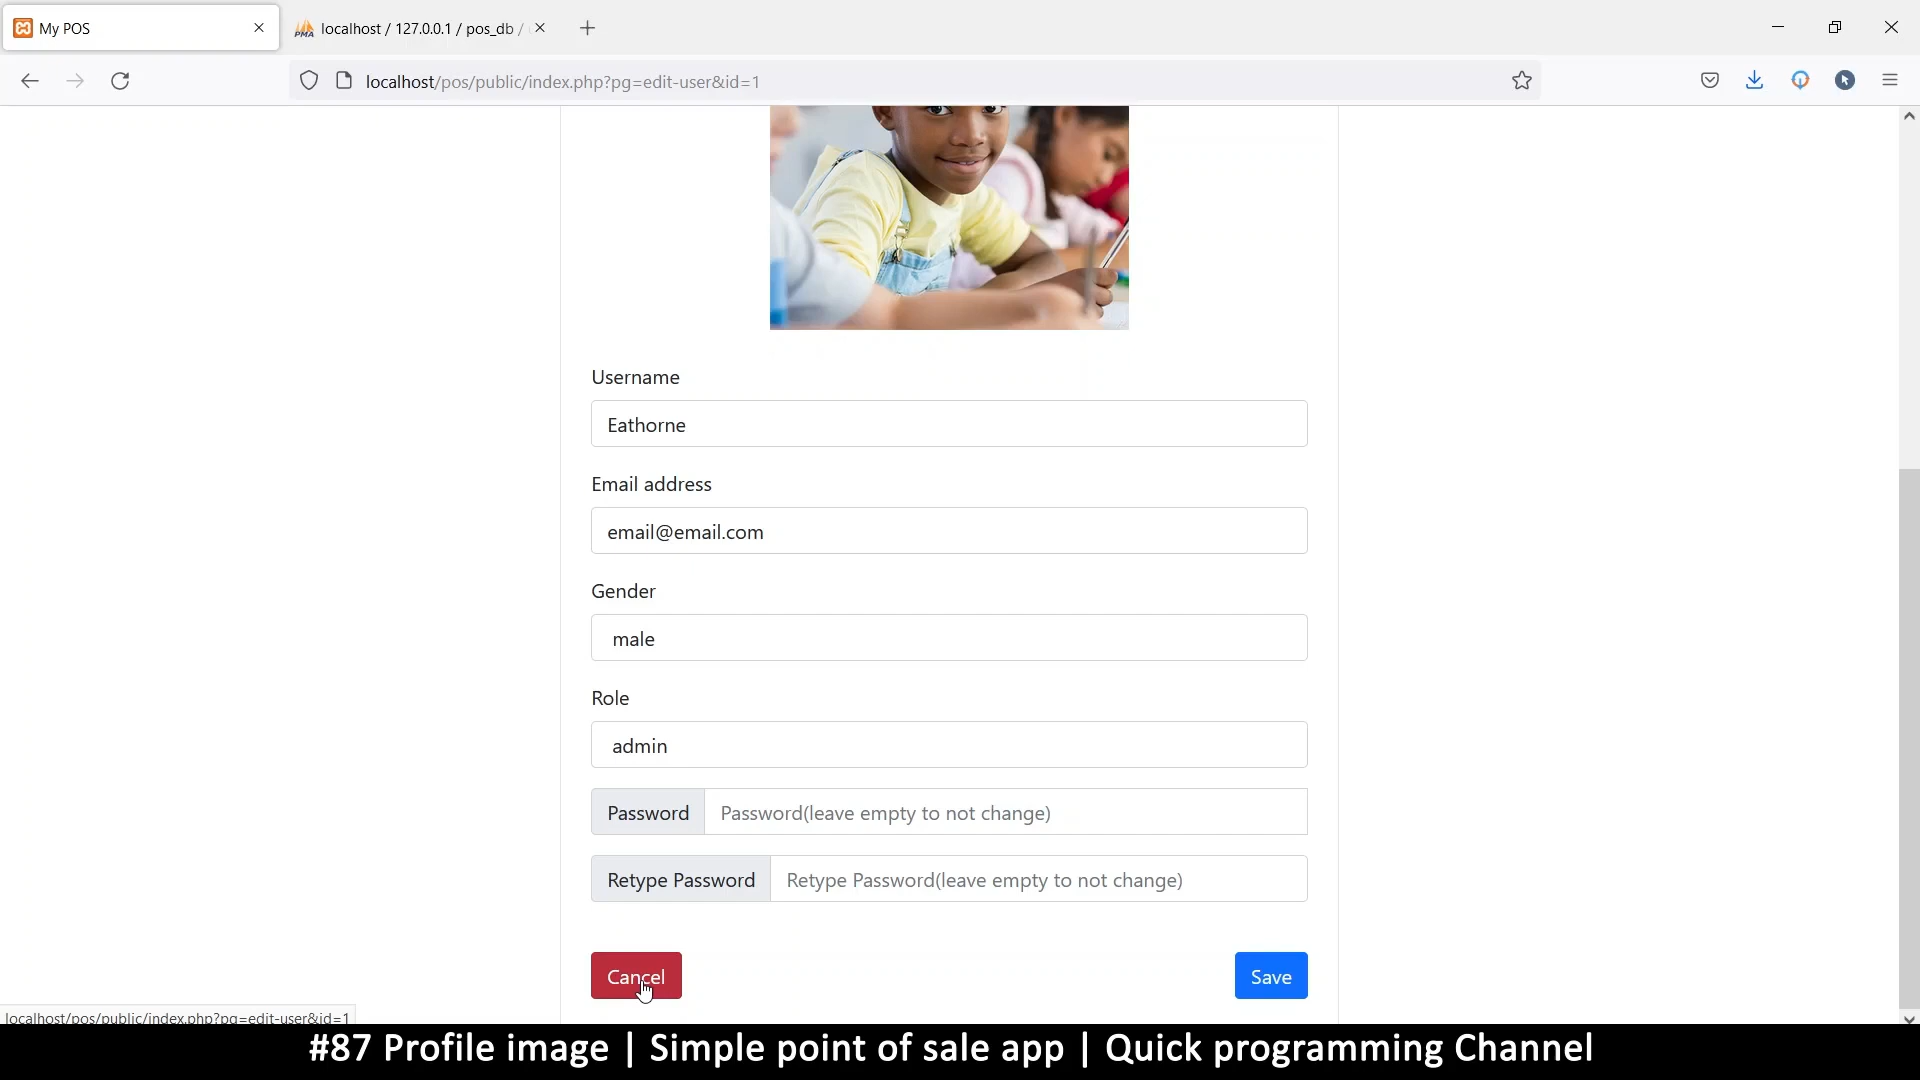 My POS
localhost / 127.0.0.1 / pos_db /
localhost/pos/public/index.php?pg=edit-user&id=1
Username
Eathorne
Email address
email@email.com
Gender
male
Role
admin
Password Password(leave empty to not change)
Retype Password Retype Password(leave empty to not change)
Cancel Save
localhost/pos/public/index.php?pg=edit-user&id=1
#87 Profile image | Simple point of sale app | Quick programming Channel